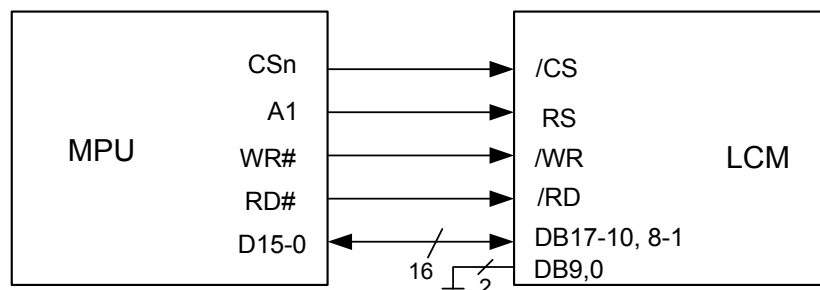 CSn
/CS
A1
RS
MPU
WR#
/WR
LCM
RD#
/RD
D15-0
16
DB17-10, 8-1
2
DB9,0